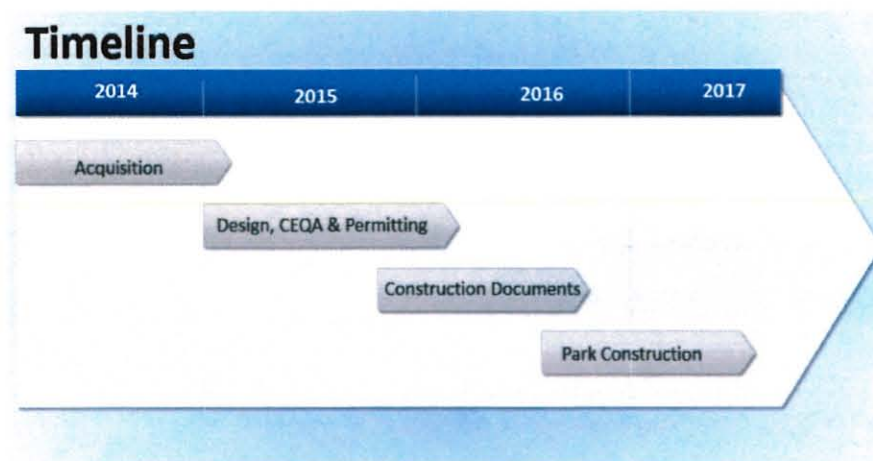 Timeline
2014 2015 2016 2017
Acquisition
Design, CEQA & Permitting
Construction Documents
Park Construction